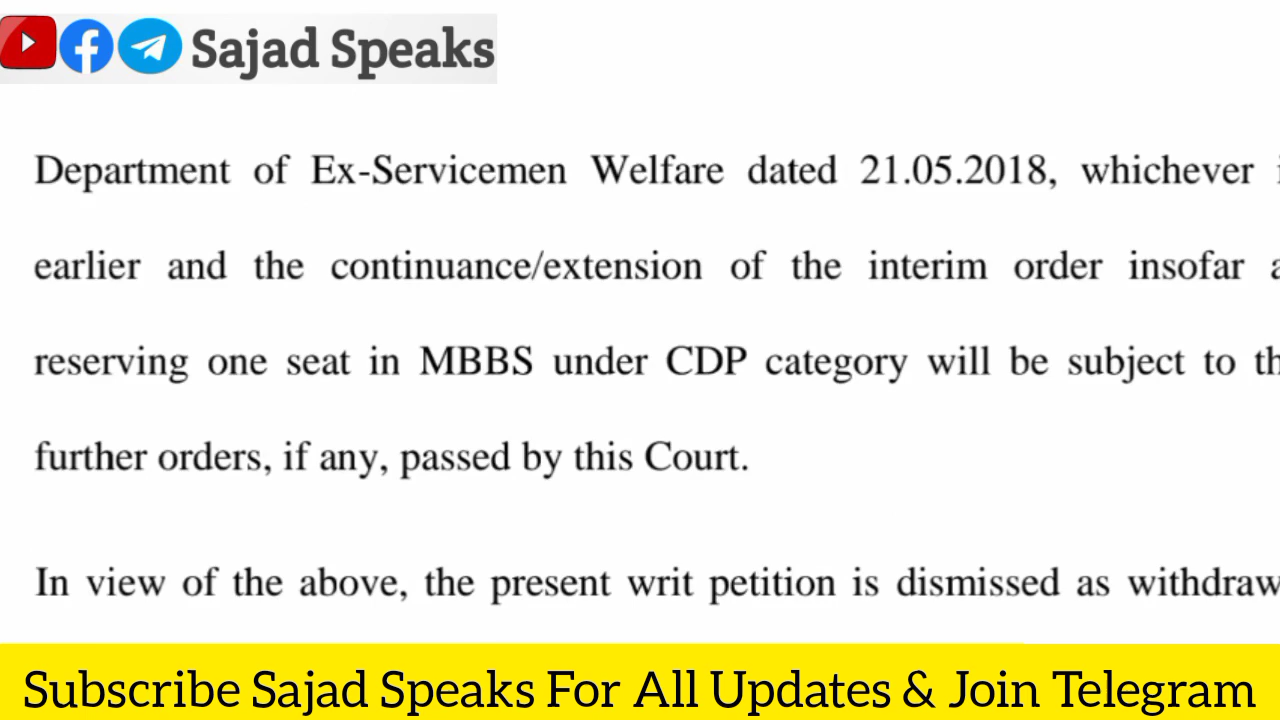 Sajad Speaks
Department of Ex-Servicemen Welfare dated 21.05.2018, whichever
earlier and the continuance/extension of the interim order insofar
reserving one seat in MBBS under CDP category will be subject to
further orders, if any, passed by this Court.
In view of the above, the present writ petition is dismissed as
Subscribe Sajad Speaks For All Updates & Join Telegram